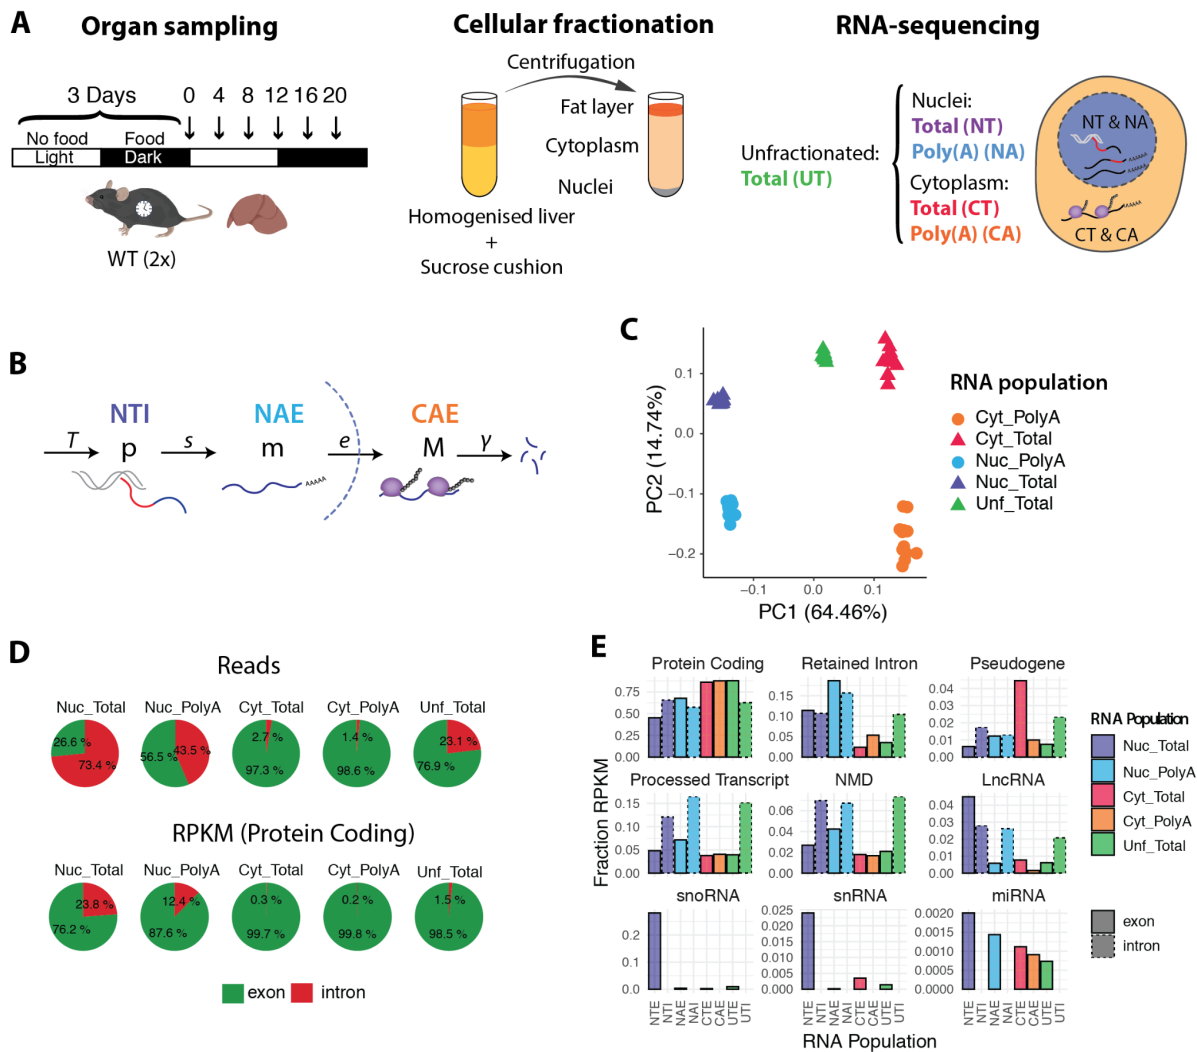 A
Organ sampling
3 Days
0 4 8 12 16 20
No food
Food
Light
Dark
WT (2x)
Cellular fractionation
Centrifugation
Fat layer
Cytoplasm
Nuclei
Homogenised liver
+
Sucrose cushion
RNA-sequencing
Unfractionated:
Total (UT)
Nuclei:
Total (NT)
Poly(A) (NA)
Cytoplasm:
Total (CT)
Poly(A) (CA)
NT & NA
AAAAA
AAAAA
AAAAA
CT & CA
B
NTI NAE CAE
T p s m e M γ
AAAAA
C
PC2 (14.74%)
0.1
0.0
−0.1
−0.2
−0.1 0.0 0.1
PC1 (64.46%)
RNA population
Cyt_PolyA
Cyt_Total
Nuc_PolyA
Nuc_Total
Unf_Total
D
Reads
Nuc_Total Nuc_PolyA Cyt_Total Cyt_PolyA Unf_Total
26.6 %
73.4 %
56.5 %
43.5 %
2.7 %
97.3 %
1.4 %
98.6 %
23.1 %
76.9 %
RPKM (Protein Coding)
Nuc_Total Nuc_PolyA Cyt_Total Cyt_PolyA Unf_Total
23.8 %
76.2 %
12.4 %
87.6 %
0.3 %
99.7 %
0.2 %
99.8 %
1.5 %
98.5 %
exon intron
E
Fraction RPKM
Protein Coding
0.75
0.50
0.25
0.00
Retained Intron
0.15
0.10
0.05
0.00
Pseudogene
0.04
0.03
0.02
0.01
0.00
Processed Transcript
0.15
0.10
0.05
0.00
NMD
0.06
0.04
0.02
0.00
LncRNA
0.04
0.03
0.02
0.01
0.00
snoRNA
0.2
0.1
0.0
snRNA
0.025
0.020
0.015
0.010
0.005
0.000
miRNA
0.0020
0.0015
0.0010
0.0005
0.0000
NTE NTI NAE NAI CTE CAE UTE UTI
NTE NTI NAE NAI CTE CAE UTE UTI
NTE NTI NAE NAI CTE CAE UTE UTI
RNA Population
RNA Population
Nuc_Total
Nuc_PolyA
Cyt_Total
Cyt_PolyA
Unf_Total
exon
intron